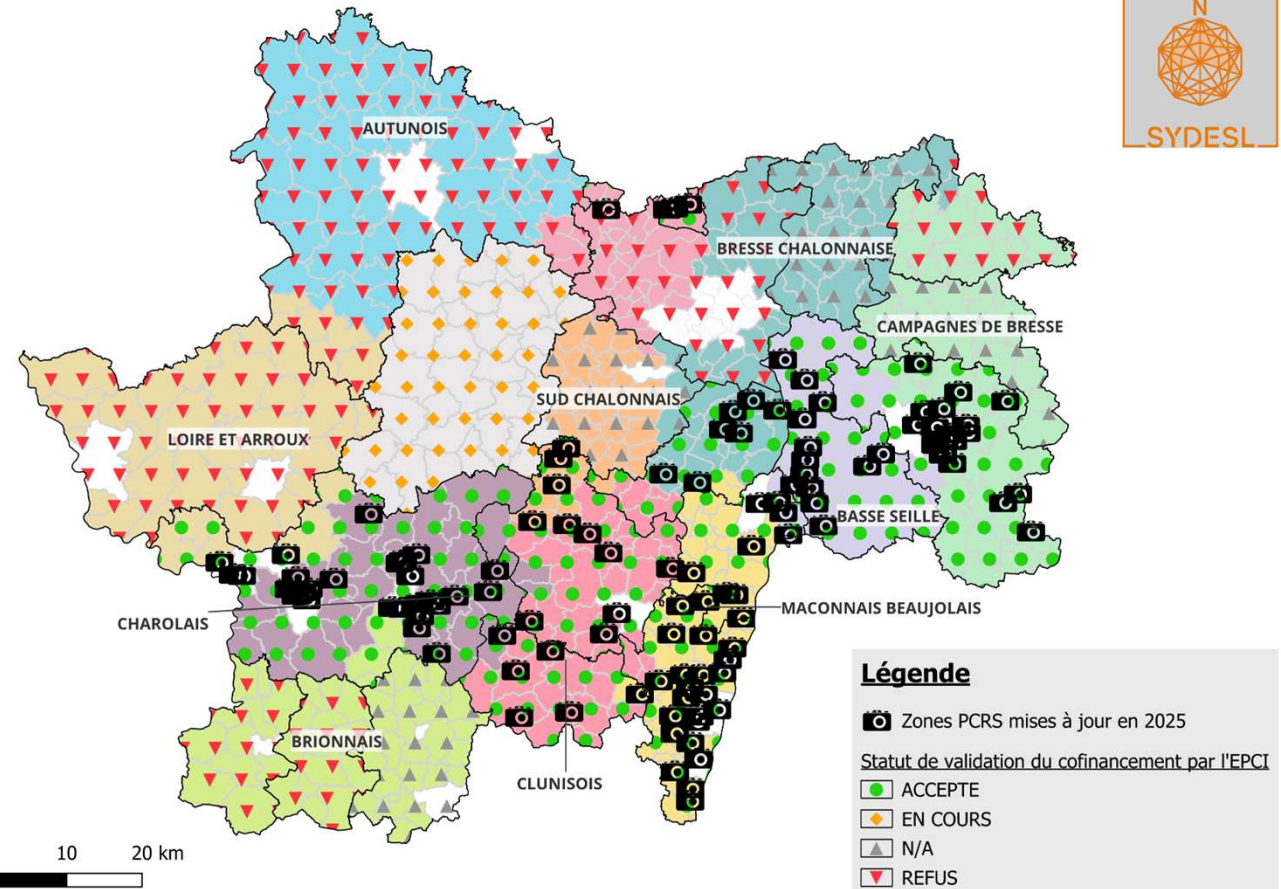 N
SYDESL
AUTUNOIS
BRESSE CHALONNAISE
CAMPAGNES DE BRESSE
SUD CHALONNAIS
LOIRE ET ARROUX
BASSE SEILLE
CHAROLAIS
MACONNAIS BEAUJOLAIS
BRIONNAIS
CLUNISOIS
Légende
Zones PCRS mises à jour en 2025
Statut de validation du cofinancement par l'EPCI
ACCEPTE
EN COURS
N/A
REFUS
10 20 km